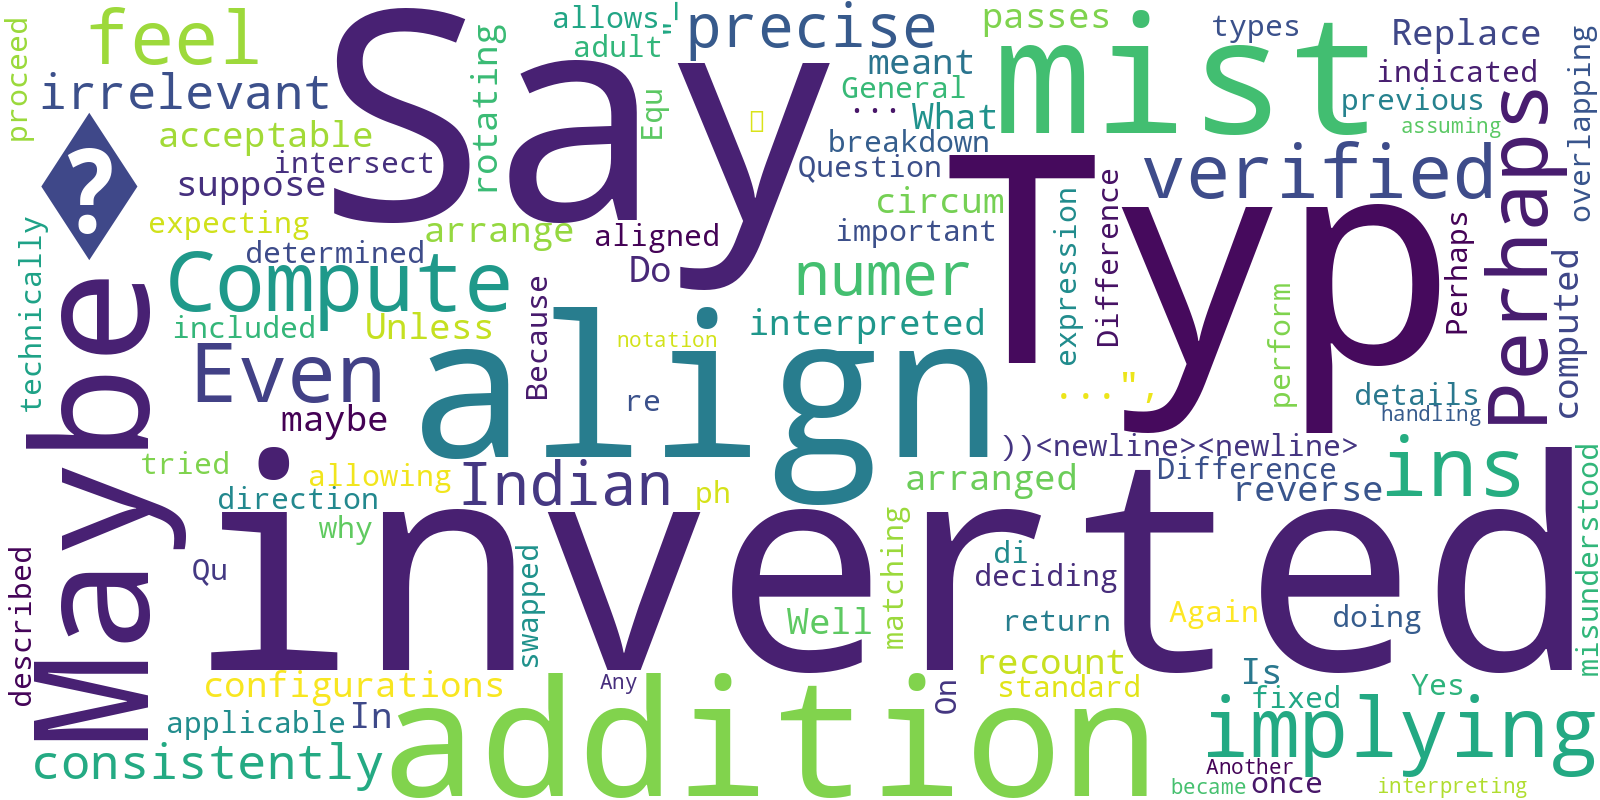 proceed
feel
irrelevant
acceptable
intersect
suppose
expecting
determined
Say
rotating
allows
adult
"
Equ
precise
meant
General
...
What
breakdown
Question
circum
important
passes
mist
types
Replace
indicated
previous
assuming
overlapping
verified
Perhaps
�
Maybe
technically
Compute
included
Unless
Even
maybe
arrange
aligned
Do
Because
align
re
notation
numer
interpreted
expression
Difference
Typ
...",
perform
Perhaps
computed
details
handling
tried
allowing
direction
why
Indian
ph
arranged
))<newline><newline>
Difference
reverse
ins
described
Qu
inverted
swapped
matching
di
deciding
return
Well
Again
doing
misunderstood
configurations
applicable
In
consistently
addition
Any
On
recount
standard
Is
fixed
Yes
implying
Another
became
once
interpreting